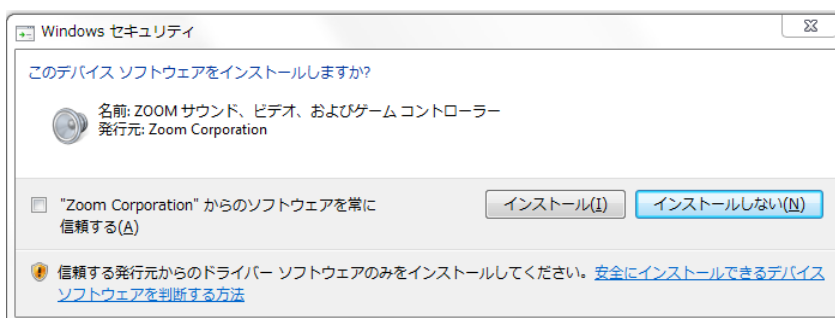 Windows セキュリティ
このデバイス ソフトウェアをインストールしますか?
名前: ZOOM サウンド、ビデオ、およびゲーム コントローラー
発行元: Zoom Corporation
"Zoom Corporation" からのソフトウェアを常に
信頼する(A)
インストール(I)
インストールしない(N)
信頼する発行元からのドライバー ソフトウェアのみをインストールしてください。安全にインストールできるデバイス
ソフトウェアを判断する方法